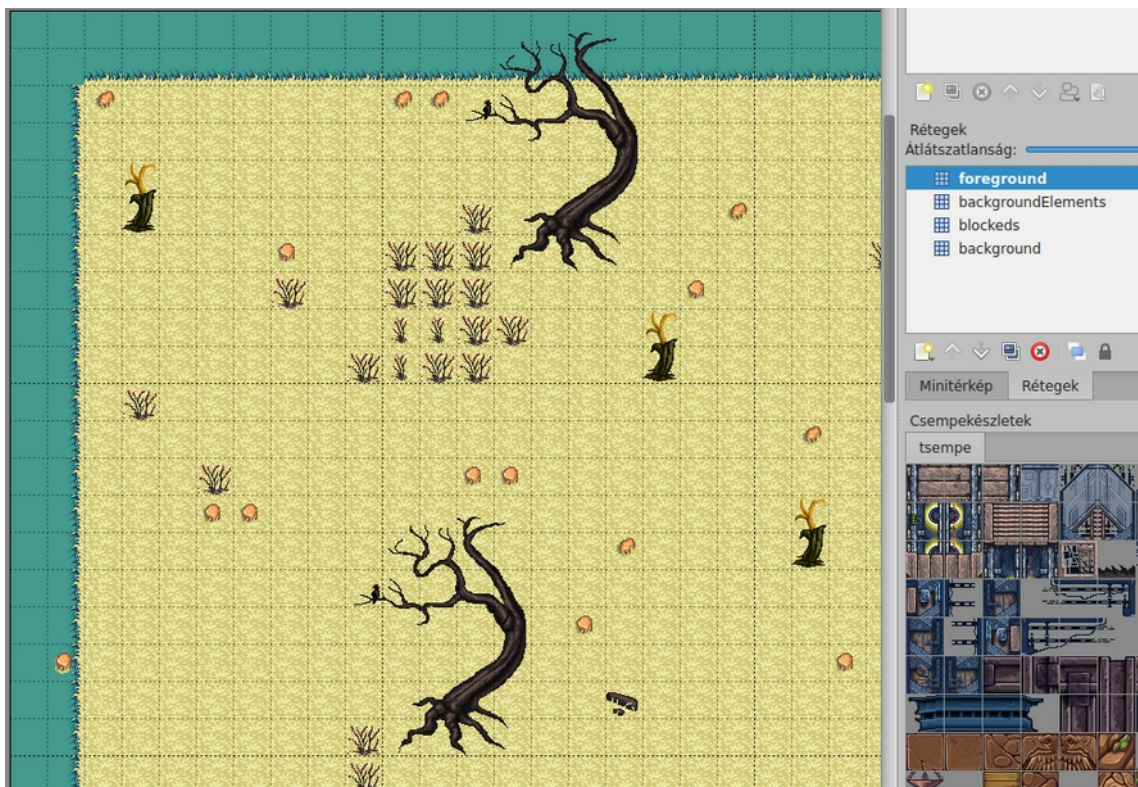 Rétegek
Átlátszatlanság:
foreground
backgroundElements
blockeds
background
Minitérkép Rétegek
Csempekészletek
tsempe